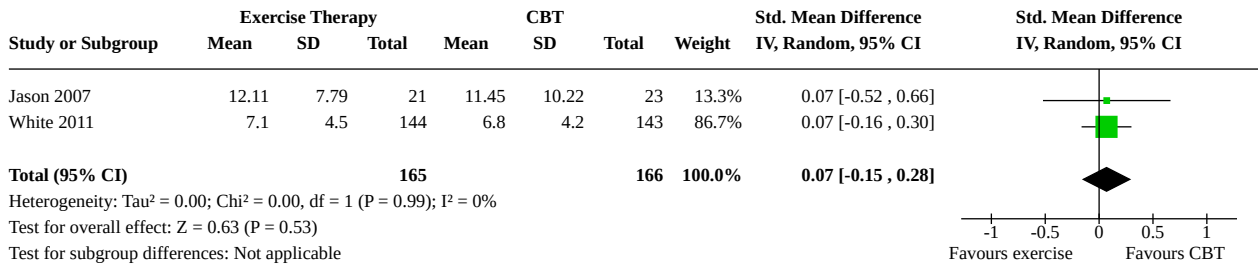 Exercise Therapy CBT Std. Mean Difference Std. Mean Difference
Study or Subgroup Mean SD Total Mean SD Total Weight IV, Random, 95% CI IV, Random, 95% CI
Jason 2007 12.11 7.79 21 11.45 10.22 23 13.3% 0.07 [-0.52 , 0.66]
White 2011 7.1 4.5 144 6.8 4.2 143 86.7% 0.07 [-0.16 , 0.30]
Total (95% CI) 165 166 100.0% 0.07 [-0.15 , 0.28]
Heterogeneity: Tau² = 0.00; Chi² = 0.00, df = 1 (P = 0.99); I² = 0%
Test for overall effect: Z = 0.63 (P = 0.53)
-1 -0.5 0 0.5 1
Test for subgroup differences: Not applicable
Favours exercise Favours CBT